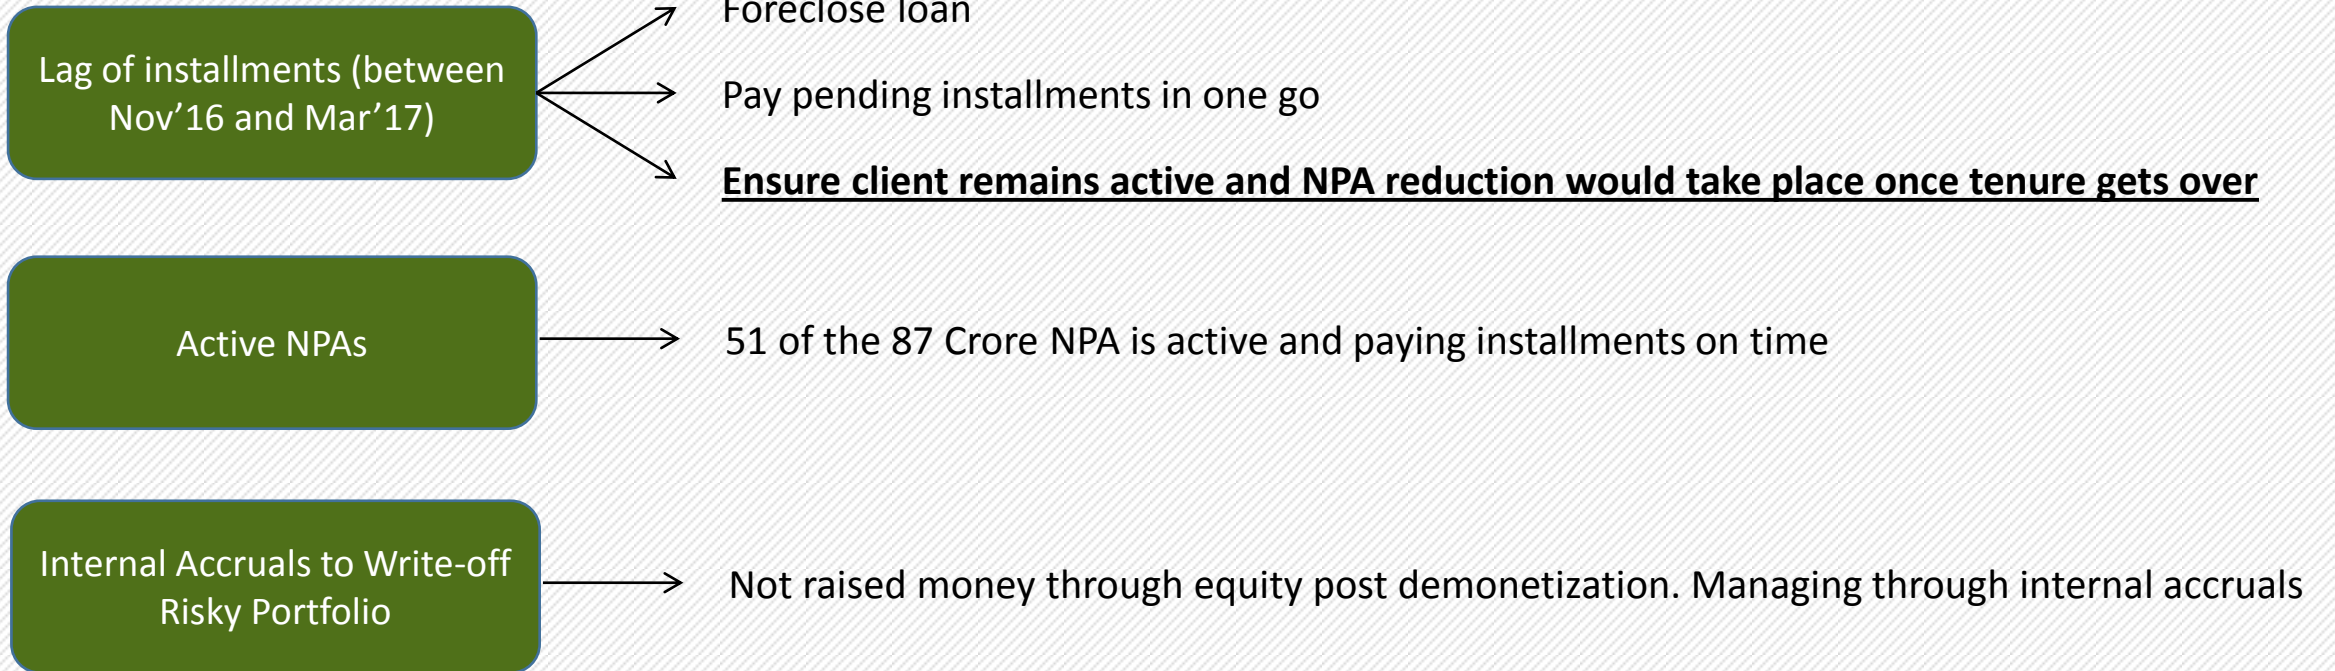 Foreclose loan
Lag of installments (between
Nov’16 and Mar’17)
Pay pending installments in one go
Ensure client remains active and NPA reduction would take place once tenure gets over
Active NPAs
51 of the 87 Crore NPA is active and paying installments on time
Internal Accruals to Write-off
Risky Portfolio
Not raised money through equity post demonetization. Managing through internal accruals